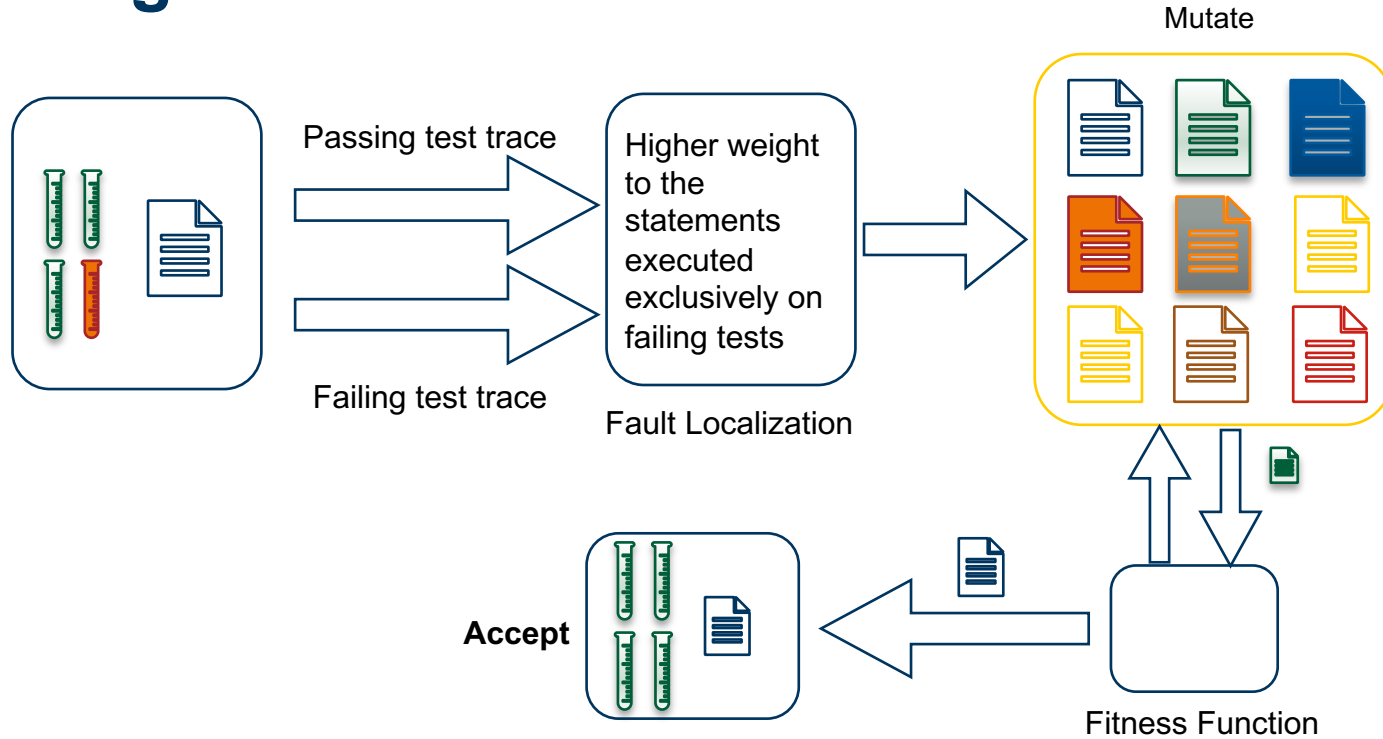 Mutate
Passing test trace
Higher weight
to the
statements
executed
exclusively on
failing tests
Failing test trace
Fault Localization
Accept
Fitness Function